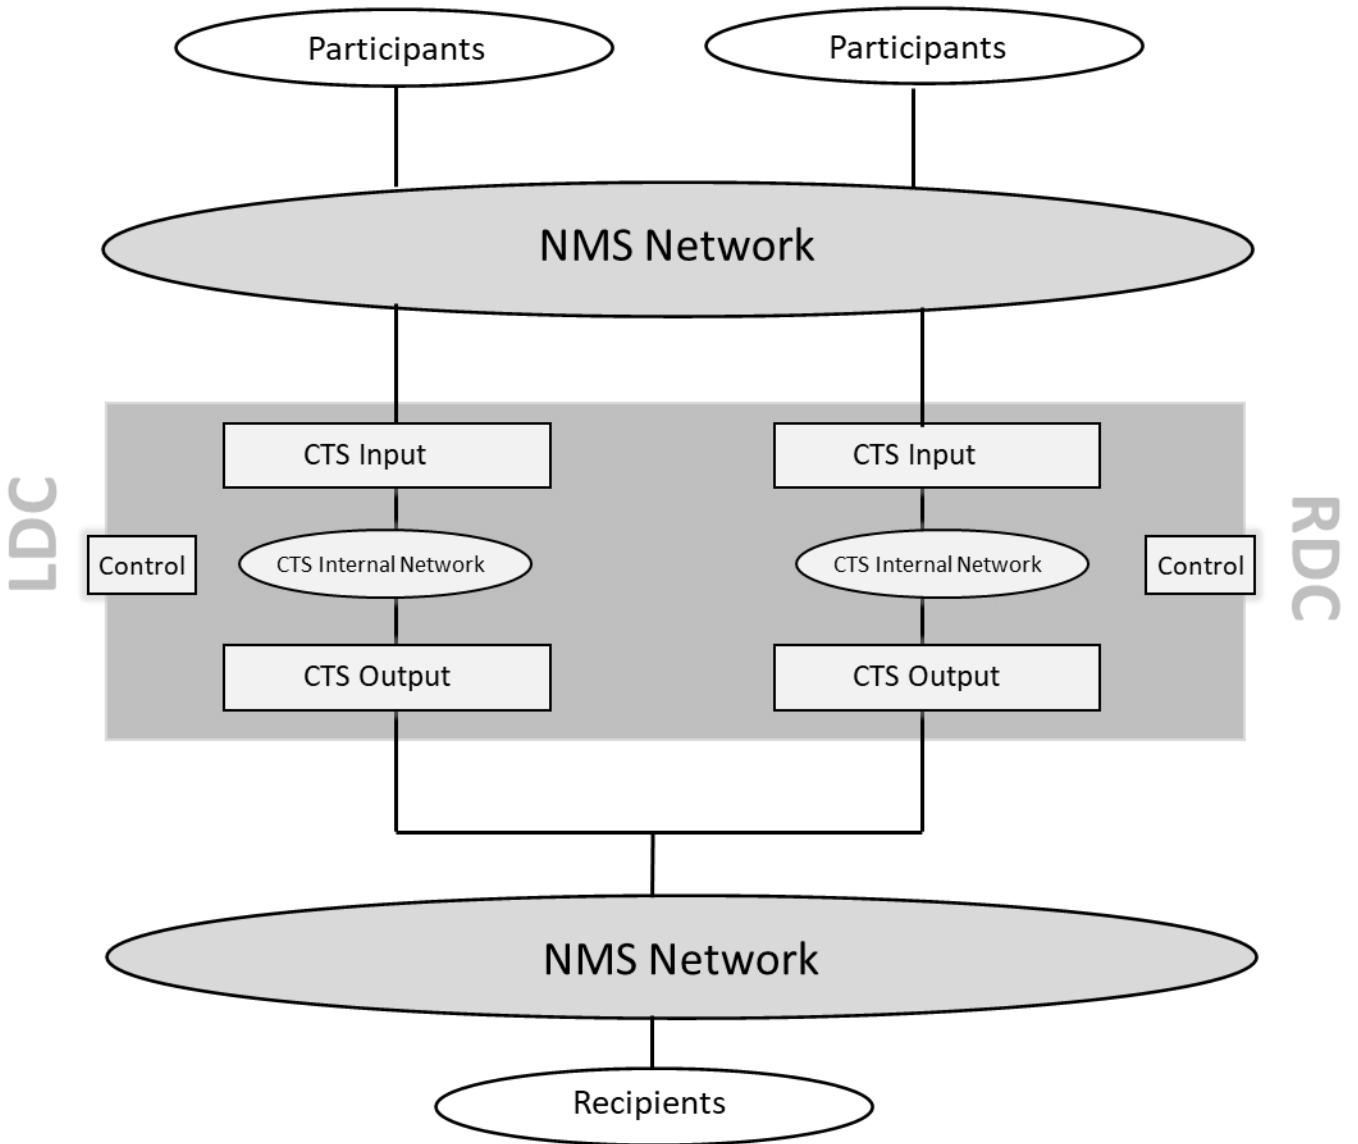 Participants
Participants
NMS Network
CTS Input
CTS Input
LDC
Control
CTS Internal Network
CTS Internal Network
Control
RDC
CTS Output
CTS Output
NMS Network
Recipients